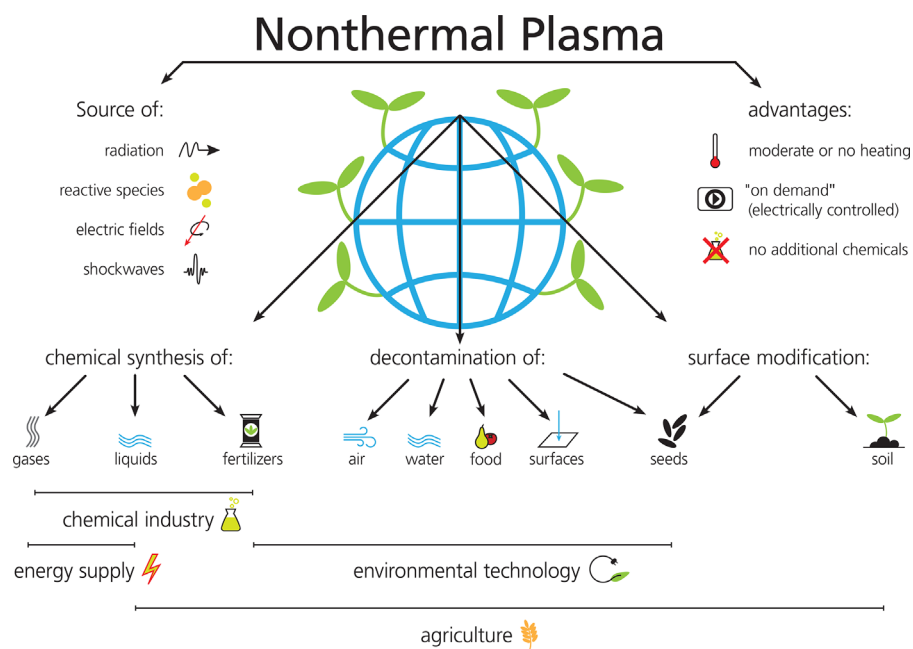 Nonthermal Plasma
Source of:
radiation
reactive species
electric fields
shockwaves
advantages:
moderate or no heating
"on demand"
(electrically controlled)
no additional chemicals
chemical synthesis of:
decontamination of:
surface modification:
gases
liquids
fertilizers
air
water
food
surfaces
seeds
soil
chemical industry
energy supply
environmental technology
agriculture